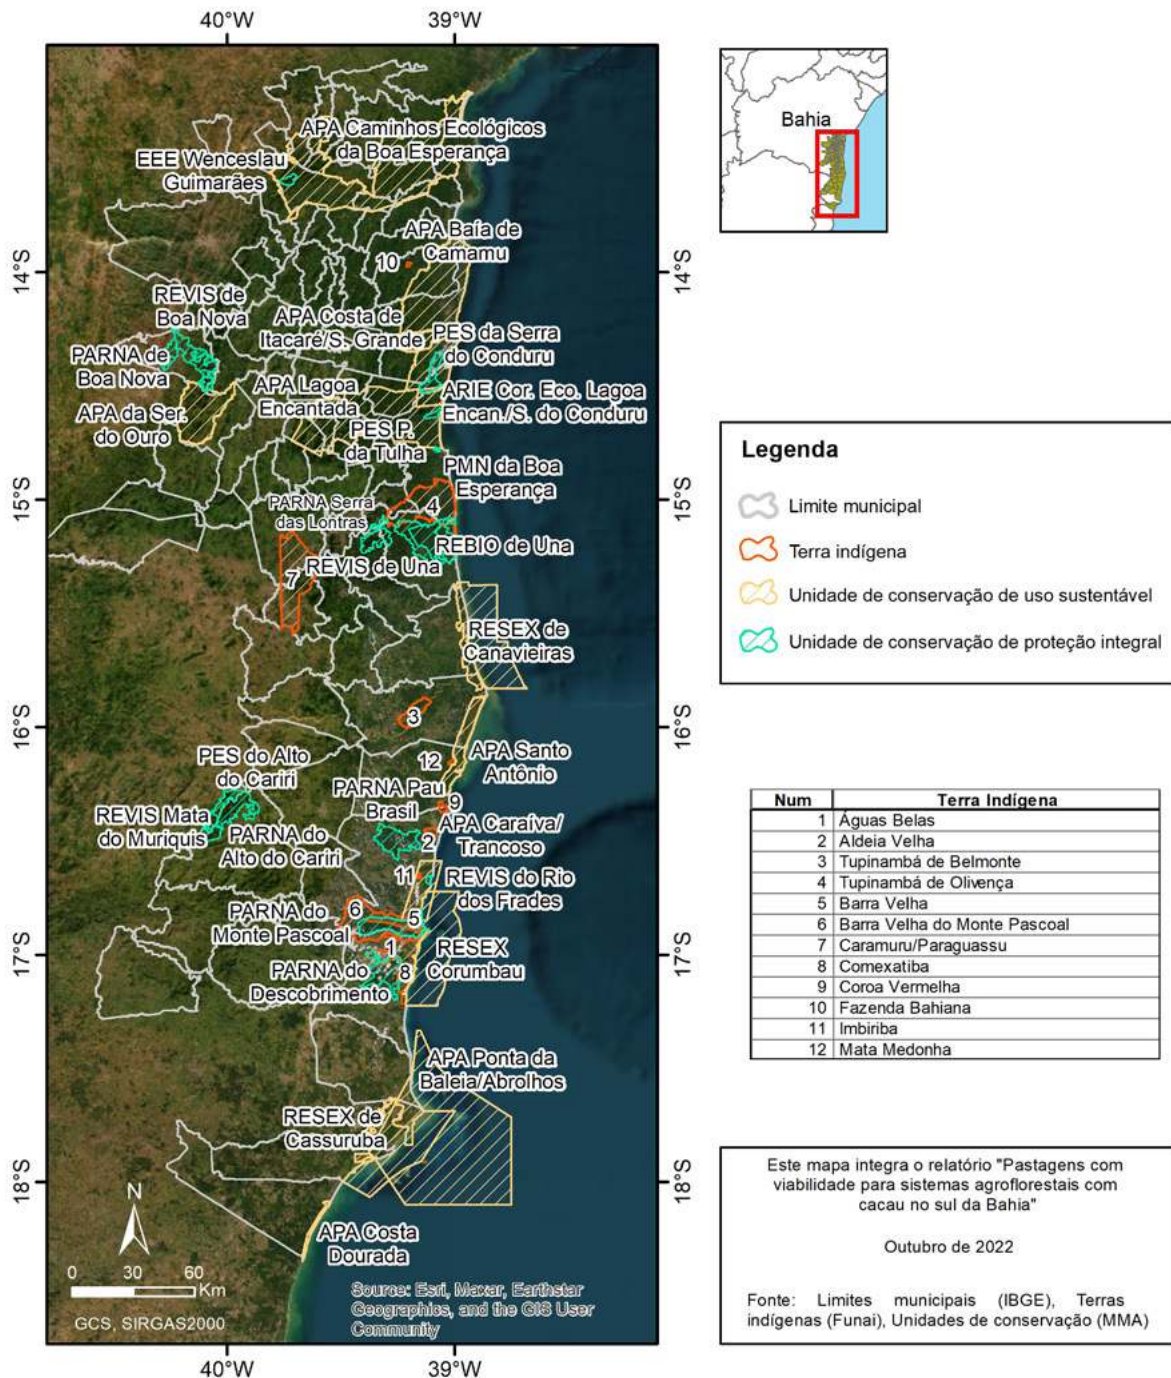 40°W
39°W
APA Caminhos Ecológicos
da Boa Esperança
EEE Wenceslau
Guimarães
APA Baía de
Camamu
10
14°S
14°S
REVIS de
Boa Nova
APA Costa de
Itacaré/S. Grande
PES da Serra
do Conduru
PARNA de
Boa Nova
APA Lagoa
Encantada
ARIE Cor. Eco. Lagoa
Encan./S. do Conduru
APA da Ser.
do Ouro
PES P.
da Tulha
PMN da Boa
Esperança
15°S
15°S
PARNA Serra
das Lontras
4
REBIO de Una
REVIS de Una
7
RESEX de
Canavieiras
3
16°S
16°S
12
APA Santo
Antônio
PES do Alto
do Cariri
PARNA Pau
Brasil
9
REVIS Mata
do Muriquis
PARNA do
Alto do Cariri
2
APA Caraíva/
Trancoso
11
REVIS do Rio
dos Frades
6
5
PARNA do
Monte Pascoal
1
17°S
17°S
RESEX
Corumbau
8
PARNA do
Descobrimento
APA Ponta da
Baleia/Abrolhos
RESEX de
Cassuruba
18°S
18°S
N
APA Costa
Dourada
0 30 60
Km
GCS, SIRGAS2000
Source: Esri, Maxar, Earthstar
Geographics, and the GIS User
Community
40°W
39°W
Bahia
Legenda
Limite municipal
Terra indígena
Unidade de conservação de uso sustentável
Unidade de conservação de proteção integral
Num Terra Indígena
1 Águas Belas
2 Aldeia Velha
3 Tupinambá de Belmonte
4 Tupinambá de Olivença
5 Barra Velha
6 Barra Velha do Monte Pascoal
7 Caramuru/Paraguassu
8 Comexatiba
9 Coroa Vermelha
10 Fazenda Bahiana
11 Imbiriba
12 Mata Medonha
Este mapa integra o relatório "Pastagens com
viabilidade para sistemas agroflorestais com
cacau no sul da Bahia"
Outubro de 2022
Fonte: Limites municipais (IBGE), Terras
indígenas (Funai), Unidades de conservação (MMA)